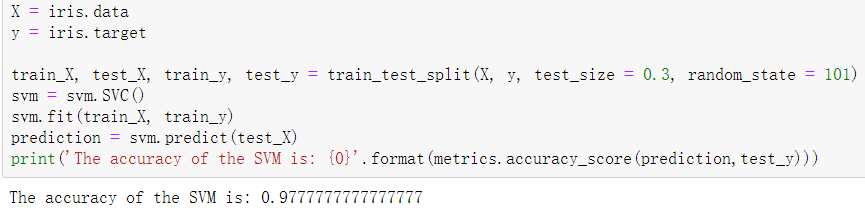 X = iris.data
y = iris.target
train_X, test_X, train_y, test_y = train_test_split(X, y, test_size = 0.3, random_state = 101)
svm = svm.SVC()
svm.fit(train_X, train_y)
prediction = svm.predict(test_X)
print('The accuracy of the SVM is: {0}'.format(metrics.accuracy_score(prediction,test_y)))
The accuracy of the SVM is: 0.9777777777777777